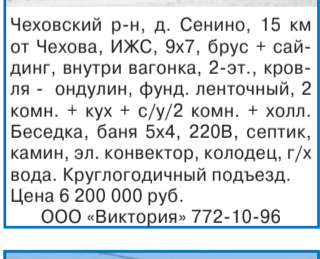 Чеховский р-н, д. Сенино, 15 км
от Чехова, ИЖС, 9х7, брус + сай-
динг, внутри вагонка, 2-эт., кров-
ля - ондулин, фунд. ленточный, 2
комн. + кух + с/у/2 комн. + холл.
Беседка, баня 5х4, 220В, септик,
камин, эл. конвектор, колодец, г/х
вода. Круглогодичный подъезд.
Цена 6 200 000 руб.
ООО «Виктория» 772-10-96